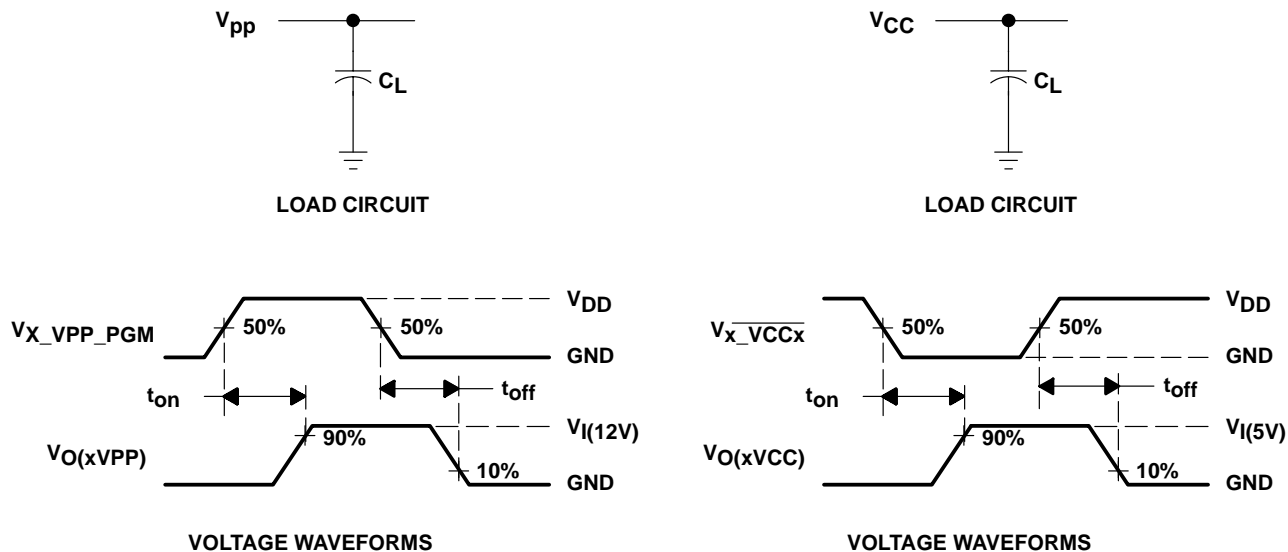 Vpp
CL
LOAD CIRCUIT
VX_VPP_PGM
50%
50%
VDD
GND
ton
toff
VO(xVPP)
90%
10%
VI(12V)
GND
VOLTAGE WAVEFORMS
VCC
CL
LOAD CIRCUIT
Vx_VCCx
50%
50%
VDD
GND
ton
toff
VO(xVCC)
90%
10%
VI(5V)
GND
VOLTAGE WAVEFORMS